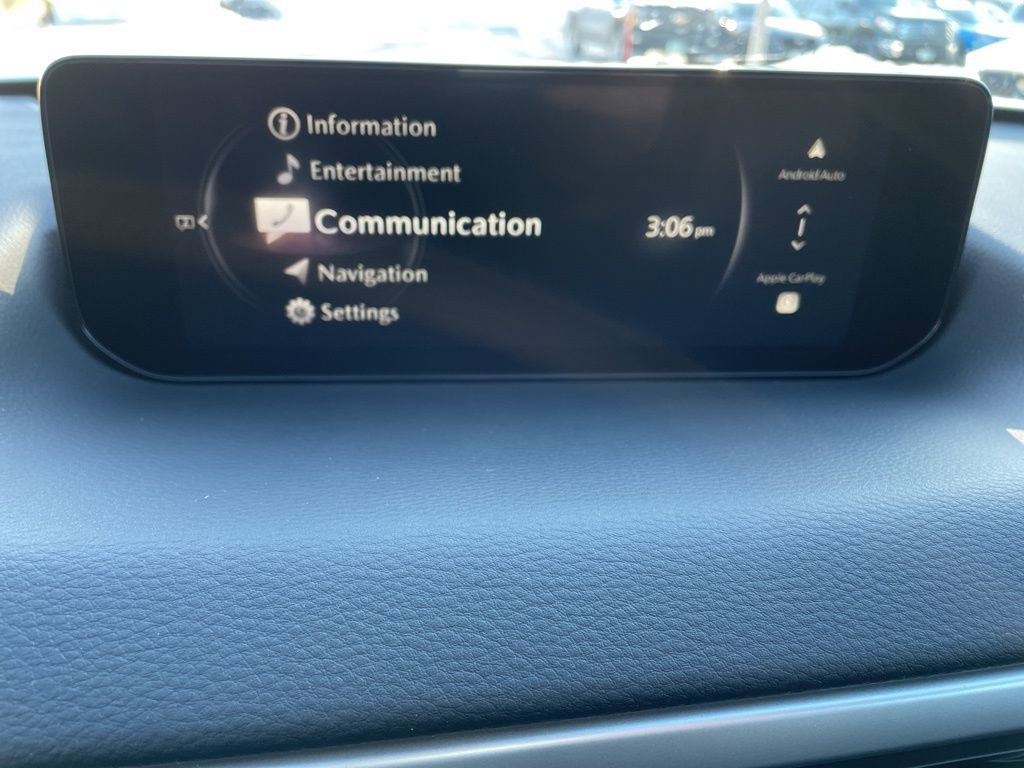 Information
Entertainment
Communication
Navigation
Settings
3:06 pm
Android Auto
Apple CarPlay